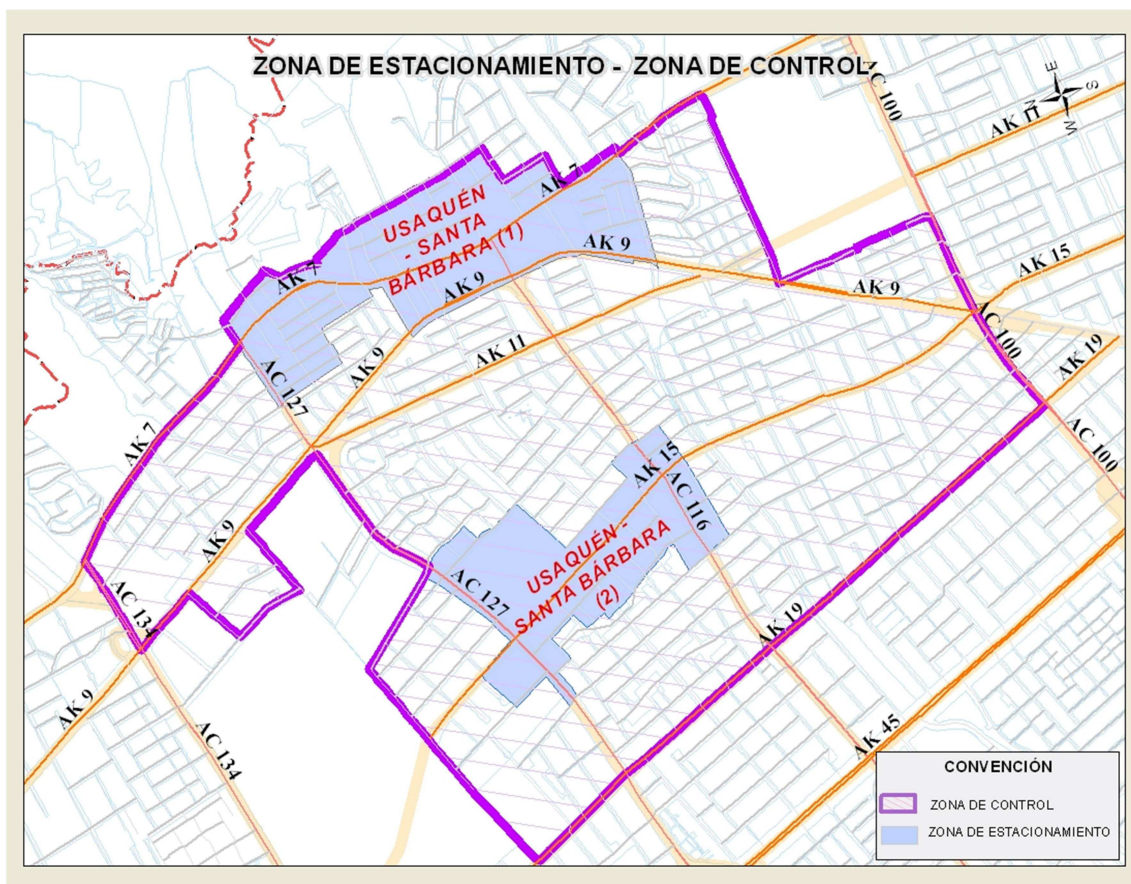 ZONA DE ESTACIONAMIENTO - ZONA DE CONTROL
AC 100
E
S
N
W
AK 11
AK 7
USAQUÉN
- SANTA
BÁRBARA (1)
AK 9
AK 15
AK 7
AK 9
AK 9
AC 100
AK 19
AK 11
AK 9
AC 127
AK 7
AC 100
AK 15
AC 116
AK 9
USAQUÉN -
SANTA BÁRBARA
(2)
AC 127
AC 134
AK 19
AK 9
AC 134
AK 45
CONVENCIÓN
ZONA DE CONTROL
ZONA DE ESTACIONAMIENTO